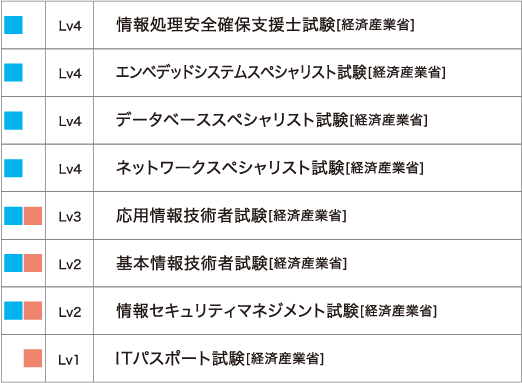 Lv4 情報処理安全確保支援士試験[経済産業省]
Lv4 エンベデッドシステムスペシャリスト試験[経済産業省]
Lv4 データベーススペシャリスト試験[経済産業省]
Lv4 ネットワークスペシャリスト試験[経済産業省]
Lv3 応用情報技術者試験[経済産業省]
Lv2 基本情報技術者試験[経済産業省]
Lv2 情報セキュリティマネジメント試験[経済産業省]
Lv1 ITパスポート試験[経済産業省]